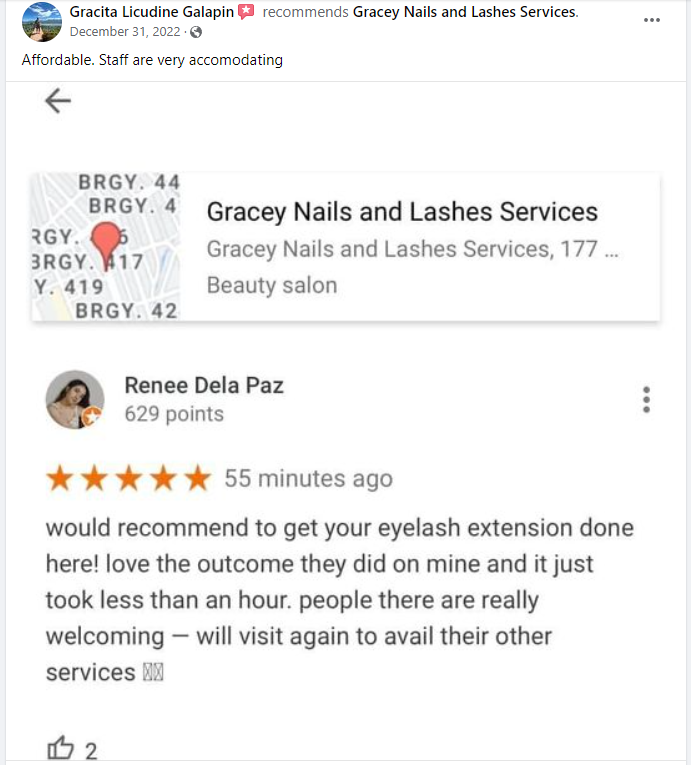 Gracita Licudine Galapin recommends Gracey Nails and Lashes Services.
December 31, 2022 ·
Affordable. Staff are very accomodating
BRGY. 44
BRGY. 4
RGY. 6
BRGY. 417
Y. 419
BRGY. 42
Gracey Nails and Lashes Services
Gracey Nails and Lashes Services, 177 ...
Beauty salon
Renee Dela Paz
629 points
55 minutes ago
would recommend to get your eyelash extension done
here! love the outcome they did on mine and it just
took less than an hour. people there are really
welcoming — will visit again to avail their other
services
2